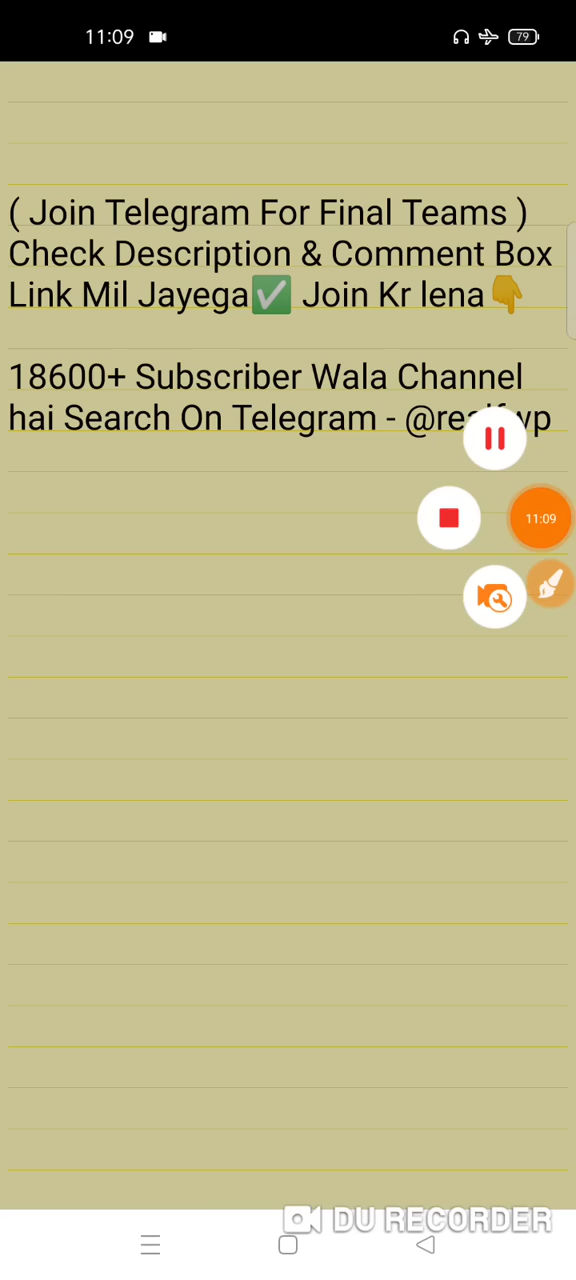 11:09
79
( Join Telegram For Final Teams )
Check Description & Comment Box
Link Mil Jayega✅ Join Kr lena👇
18600+ Subscriber Wala Channel
hai Search On Telegram -
11:09
DU RECORDER